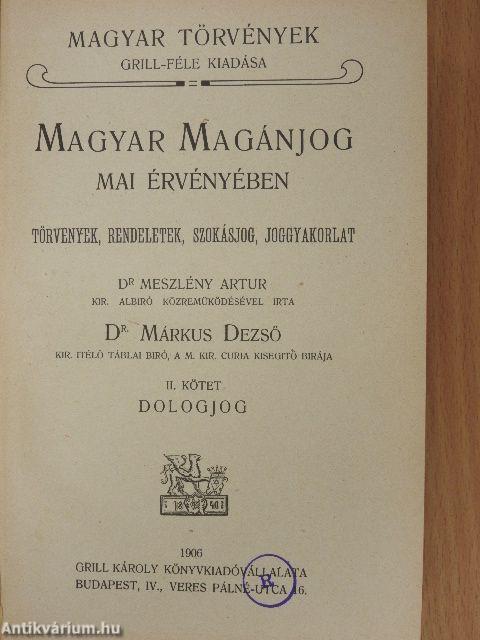 MAGYAR TÖRVÉNYEK
GRILL-FÉLE KIADÁSA
MAGYAR MAGÁNJOG
MAI ÉRVÉNYÉBEN
TÖRVÉNYEK, RENDELETEK, SZOKÁSJOG, JOGGYAKORLAT
DR MESZLÉNY ARTUR
KIR. ALBIRÓ KÖZREMŰKÖDÉSÉVEL IRTA
DR. MÁRKUS DEZSŐ
KIR. ITÉLŐ TÁBLAI BIRÓ, A M. KIR. CURIA KISEGITŐ BIRÁJA
II. KÖTET
DOLOGJOG
1840
1906
GRILL KÁROLY KÖNYVKIADÓVÁLLALATA
BUDAPEST, IV., VERES PÁLNÉ-UTCA 16.
R
Antikvárium.hu